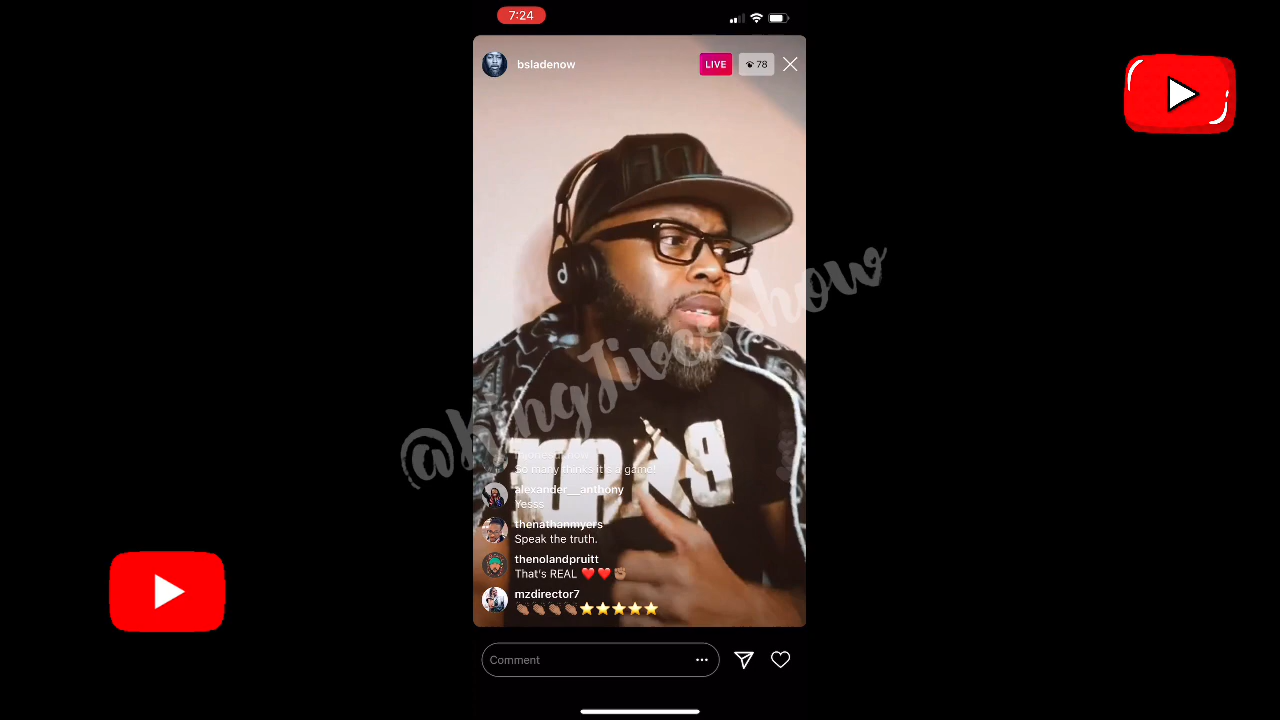 7:24
bsladenow
LIVE
78
@KingJivesShow
So many thinks it's a game!
alexander__anthony
Yesss
thenathanmyers
Speak the truth.
thenolandpruitt
That's REAL ❤️❤️✊🏽
mzdirector7
👏🏽👏🏽👏🏽👏🏽⭐⭐⭐⭐⭐
Comment